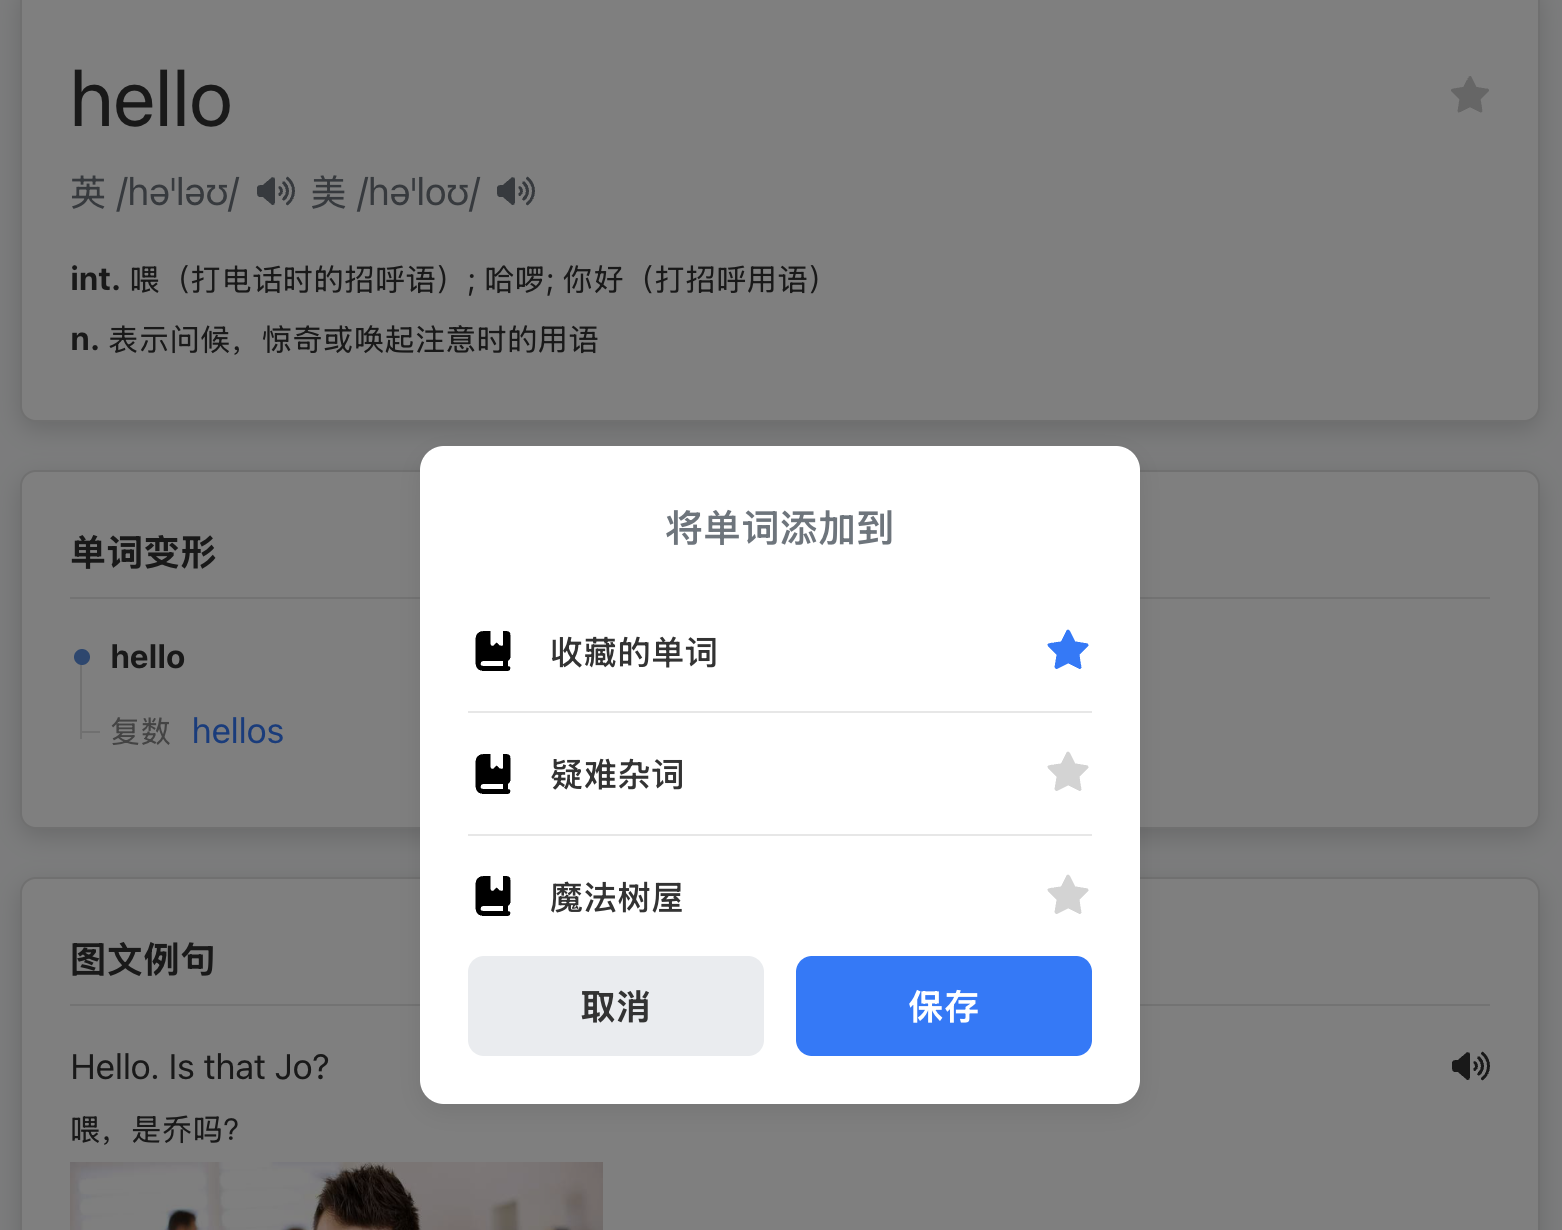 hello
英 /həˈləʊ/ 美 /həˈloʊ/
int. 喂（打电话时的招呼语）; 哈啰; 你好（打招呼用语）
n. 表示问候，惊奇或唤起注意时的用语
单词变形
hello
复数 hellos
图文例句
Hello. Is that Jo?
喂，是乔吗?
将单词添加到
收藏的单词
疑难杂词
魔法树屋
取消 保存